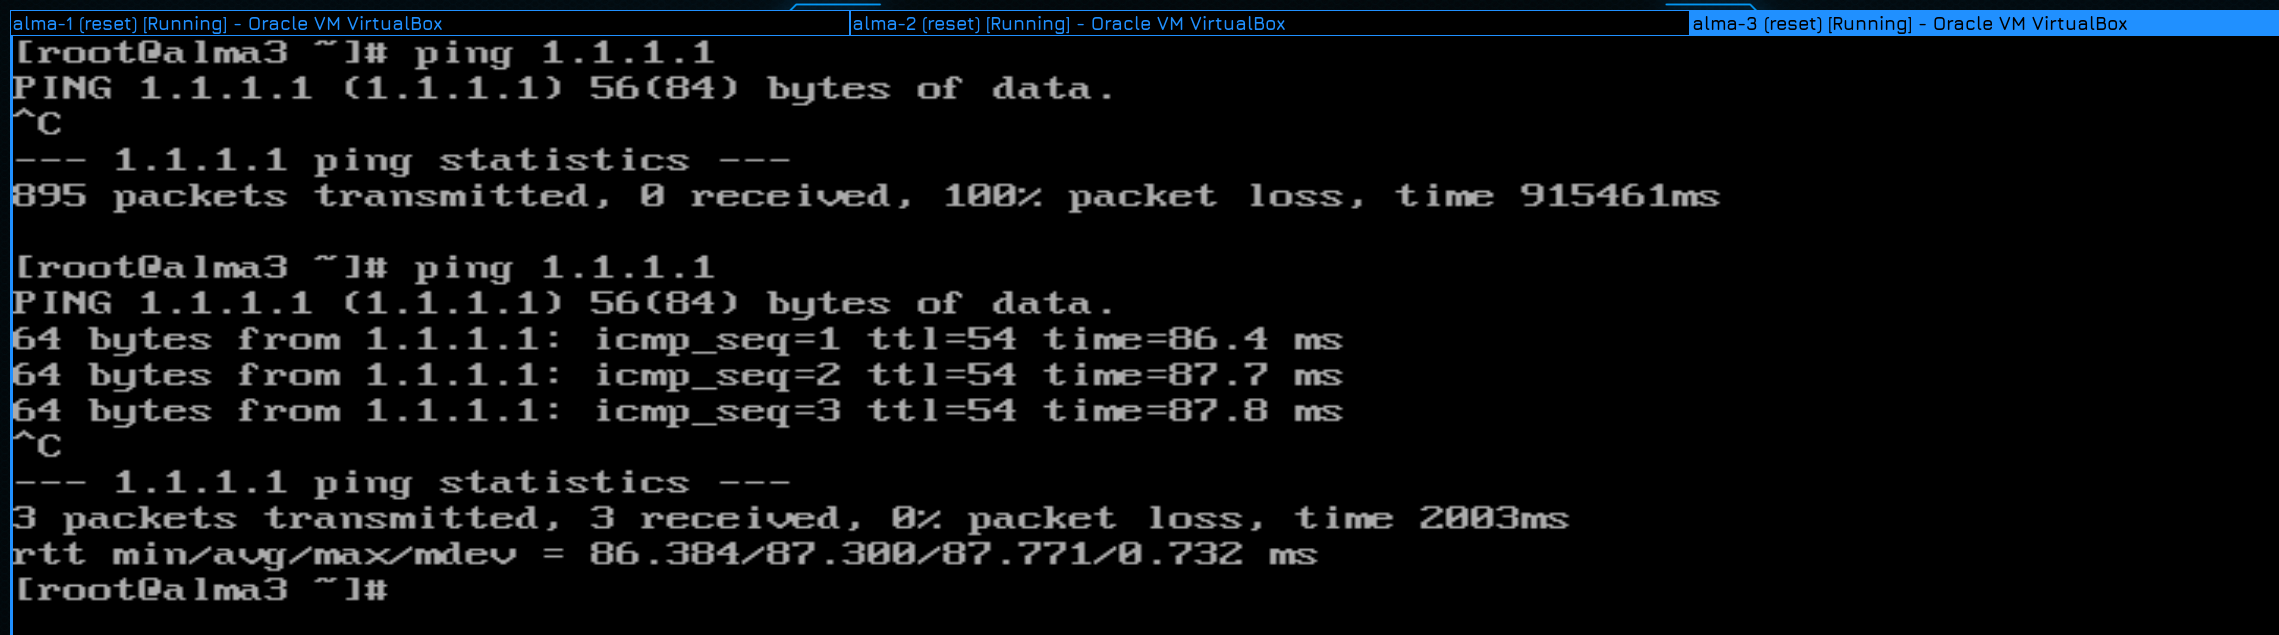 alma-1 (reset) [Running] - Oracle VM VirtualBox
alma-2 (reset) [Running] - Oracle VM VirtualBox
alma-3 (reset) [Running] - Oracle VM VirtualBox
[root@alma3 ~]# ping 1.1.1.1
PING 1.1.1.1 (1.1.1.1) 56(84) bytes of data.
^C
--- 1.1.1.1 ping statistics ---
895 packets transmitted, 0 received, 100% packet loss, time 915461ms

[root@alma3 ~]# ping 1.1.1.1
PING 1.1.1.1 (1.1.1.1) 56(84) bytes of data.
64 bytes from 1.1.1.1: icmp_seq=1 ttl=54 time=86.4 ms
64 bytes from 1.1.1.1: icmp_seq=2 ttl=54 time=87.7 ms
64 bytes from 1.1.1.1: icmp_seq=3 ttl=54 time=87.8 ms
^C
--- 1.1.1.1 ping statistics ---
3 packets transmitted, 3 received, 0% packet loss, time 2003ms
rtt min/avg/max/mdev = 86.384/87.300/87.771/0.732 ms
[root@alma3 ~]#